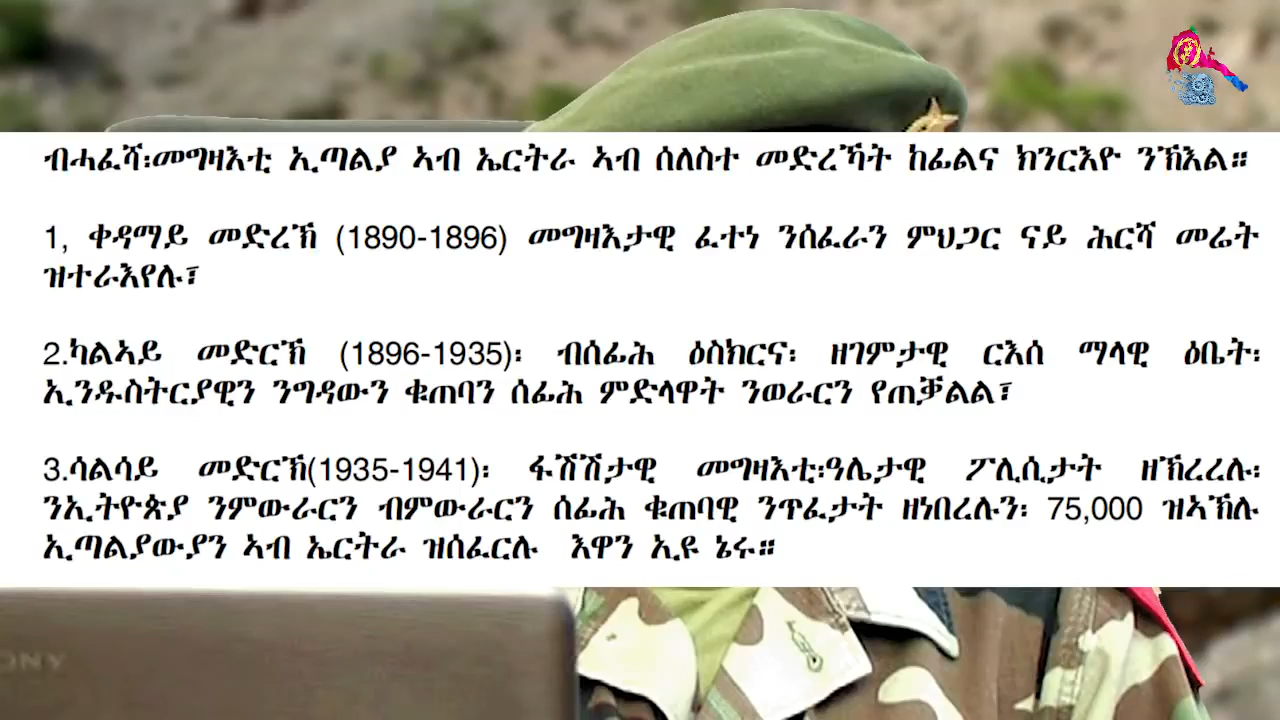 ብሓፈሻ፡መግዛእቲ ኢጣልያ ኣብ ኤርትራ ኣብ ሰለስተ መድረኻት ከፊልና ክንርእዮ ንኽእል።
1, ቀዳማይ መድረኽ (1890-1896) መግዛእታዊ ፈተነ ንሰፈራን ምህጋር ናይ ሕርሻ መሬት
ዝተራእየሉ፣
2.ካልኣይ መድርኽ (1896-1935)፡ ብሰፊሕ ዕስክርና፡ ዘገምታዊ ርእሰ ማላዊ ዕቤት፡
ኢንዱስትርያዊን ንግዳውን ቁጠባን ሰፊሕ ምድላዋት ንወራርን የጠቓልል፣
3.ሳልሳይ መድርኽ(1935-1941)፡ ፋሽሽታዊ መግዛእቲ፡ዓሌታዊ ፖሊሲታት ዘኽረረሉ፡
ንኢትዮጵያ ንምውራርን ብምውራርን ሰፊሕ ቁጠባዊ ንጥፈታት ዘነበረሉን፡ 75,000 ዝኣኽሉ
ኢጣልያውያን ኣብ ኤርትራ ዝሰፈርሉ እዋን ኢዩ ኔሩ።